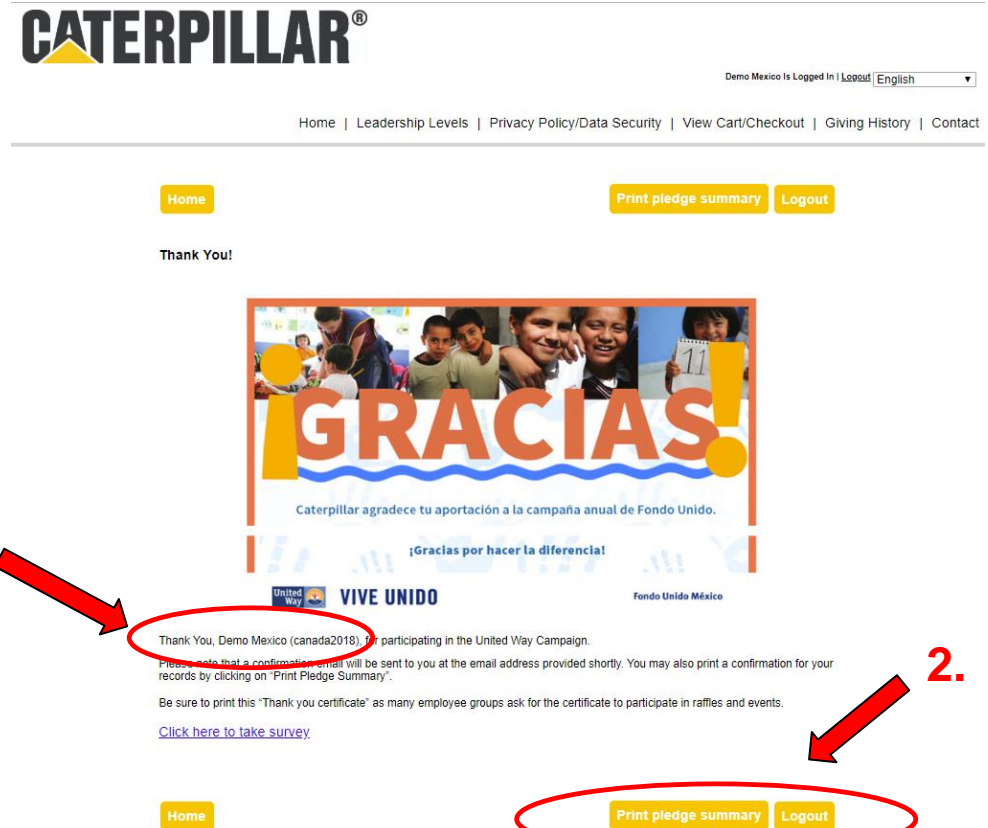 CATERPILLAR®
Demo Mexico Is Logged In | Logout English
Home | Leadership Levels | Privacy Policy/Data Security | View Cart/Checkout | Giving History | Contact
Home Print pledge summary Logout
Thank You!
11
¡GRACIAS!
Caterpillar agradece tu aportación a la campaña anual de Fondo Unido.
¡Gracias por hacer la diferencia!
United Way VIVE UNIDO Fondo Unido México
Thank You, Demo Mexico (canada2018), for participating in the United Way Campaign.
Please note that a confirmation email will be sent to you at the email address provided shortly. You may also print a confirmation for your
records by clicking on "Print Pledge Summary".
2.
Be sure to print this "Thank you certificate" as many employee groups ask for the certificate to participate in raffles and events.
Click here to take survey
Home Print pledge summary Logout